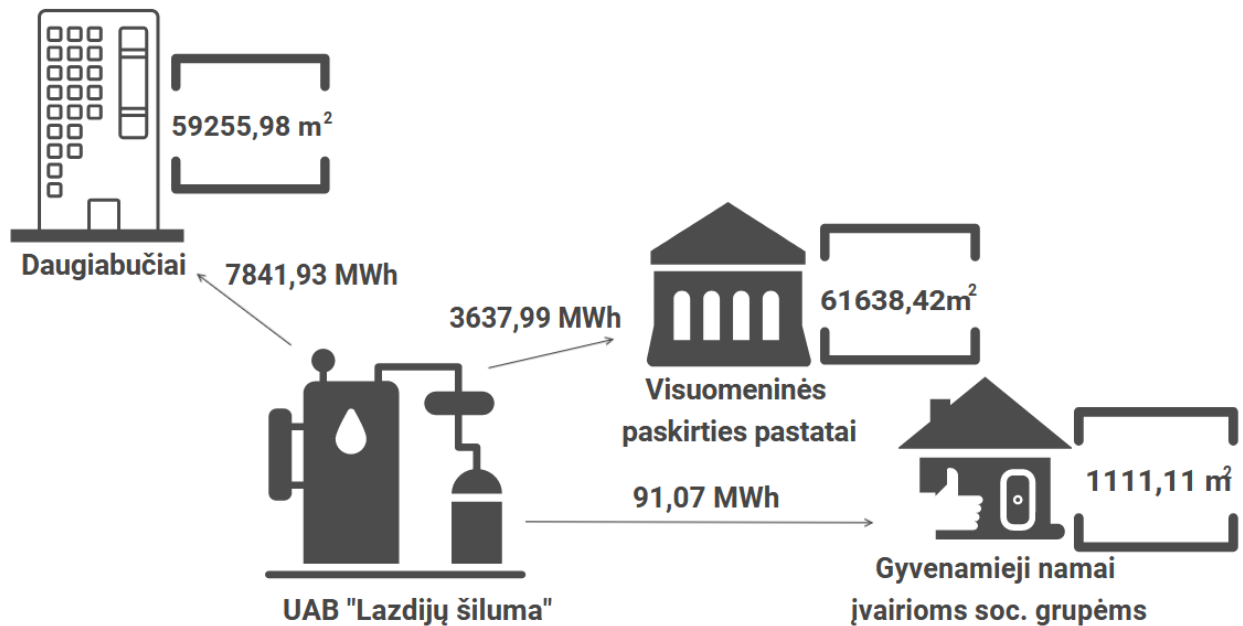 59255,98 m²
Daugiabučiai
7841,93 MWh
3637,99 MWh
61638,42m²
Visuomeninės
paskirties pastatai
91,07 MWh
1111,11 m²
Gyvenamieji namai
įvairioms soc. grupėms
UAB "Lazdijų šiluma"